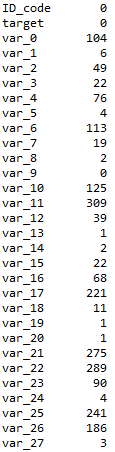 ID_code 0
target 0
var_0 104
var_1 6
var_2 49
var_3 22
var_4 76
var_5 4
var_6 113
var_7 19
var_8 2
var_9 0
var_10 125
var_11 309
var_12 39
var_13 1
var_14 2
var_15 22
var_16 68
var_17 221
var_18 11
var_19 1
var_20 1
var_21 275
var_22 289
var_23 90
var_24 4
var_25 241
var_26 186
var_27 3